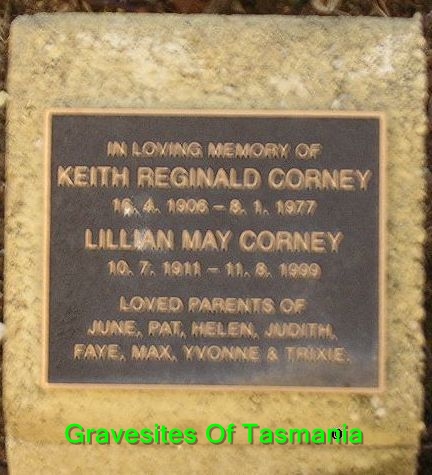 IN LOVING MEMORY OF
KEITH REGINALD CORNEY
16. 4. 1906 – 8. 1. 1977
LILLIAN MAY CORNEY
10. 7. 1911 – 11. 8. 1999
LOVED PARENTS OF
JUNE, PAT, HELEN, JUDITH,
FAYE, MAX, YVONNE & TRIXIE.
Gravesites Of Tasmania